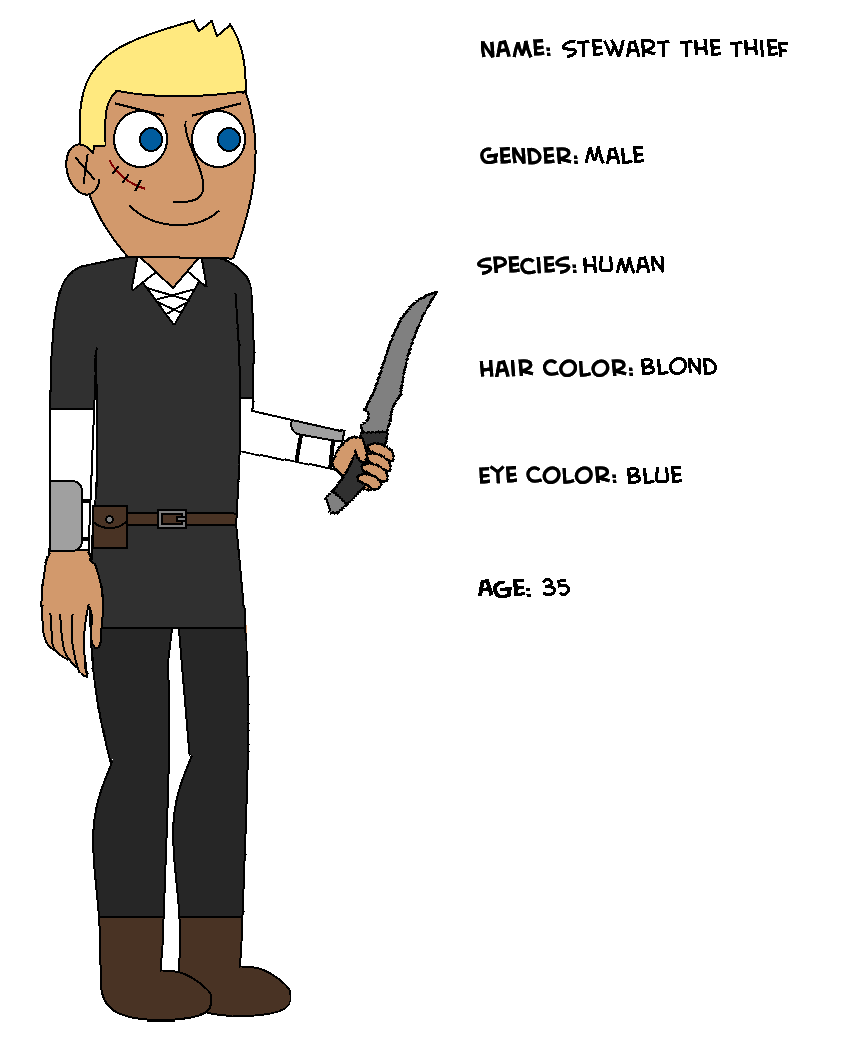 NAME: STEWART THE THIEF
GENDER: MALE
SPECIES: HUMAN
HAIR COLOR: BLOND
EYE COLOR: BLUE
AGE: 35